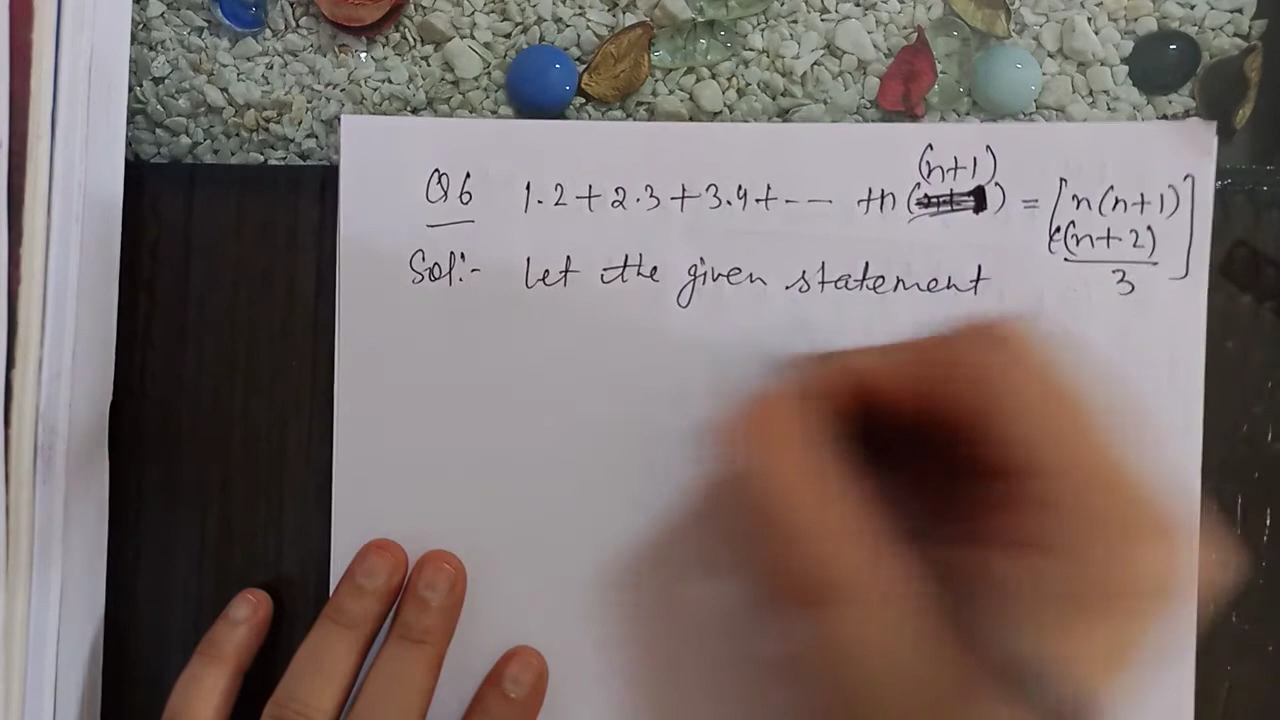 Q6 1.2+2.3+3.4+--- +n (n+1) = [n(n+1)(n+2)/3]
Sol:- Let the given statement